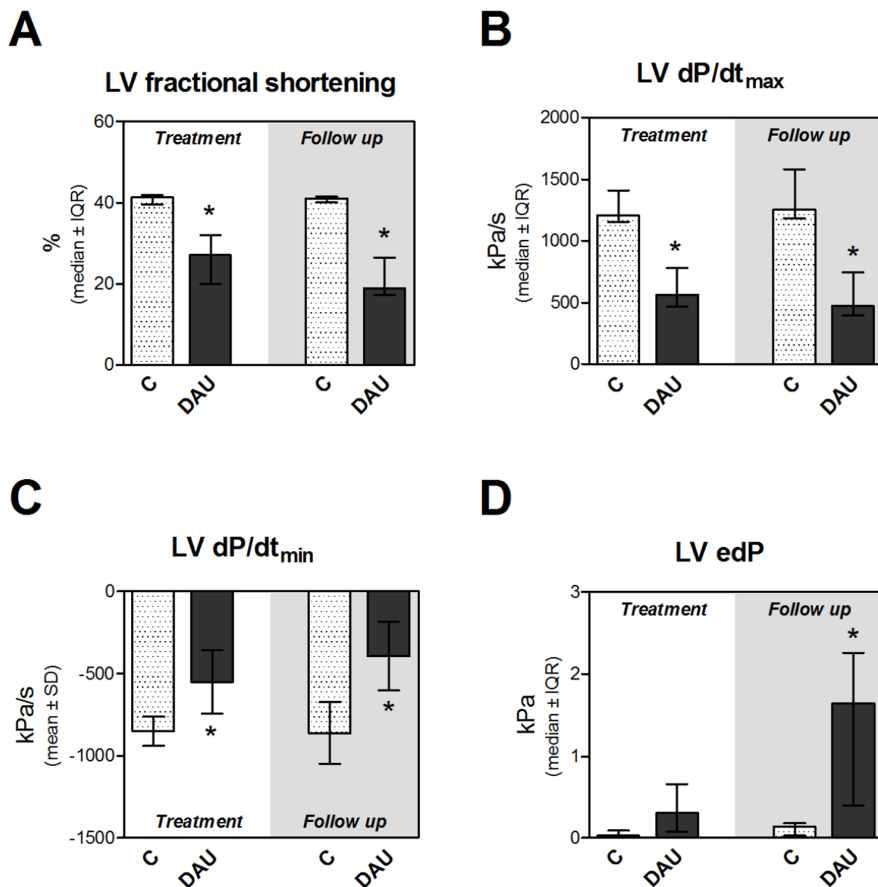 A
LV fractional shortening
%
(median ± IQR)
60
40
20
0
Treatment
Follow up
*
*
C
DAU
C
DAU
B
LV dP/dtmax
kPa/s
(median ± IQR)
2000
1500
1000
500
0
Treatment
Follow up
*
*
C
DAU
C
DAU
C
LV dP/dtmin
kPa/s
(mean ± SD)
0
-500
-1000
-1500
*
*
Treatment
Follow up
C
DAU
C
DAU
D
LV edP
kPa
(median ± IQR)
3
2
1
0
Treatment
Follow up
*
C
DAU
C
DAU